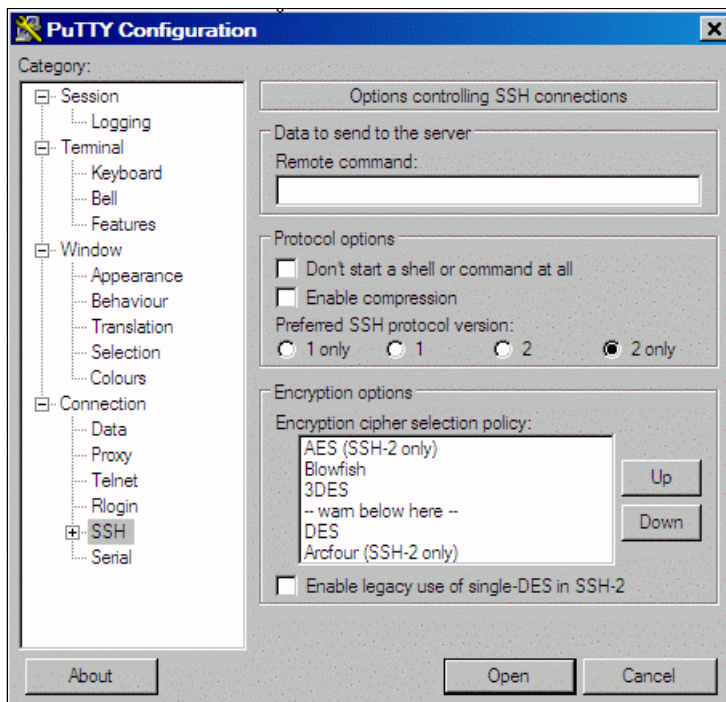 PuTTY Configuration
Category:
Session
Logging
Terminal
Keyboard
Bell
Features
Window
Appearance
Behaviour
Translation
Selection
Colours
Connection
Data
Proxy
Telnet
Rlogin
SSH
Serial
Options controlling SSH connections
Data to send to the server
Remote command:
Protocol options
Don't start a shell or command at all
Enable compression
Preferred SSH protocol version:
1 only 1 2 2 only
Encryption options
Encryption cipher selection policy:
AES (SSH-2 only)
Blowfish
3DES
-- warn below here --
DES
Arcfour (SSH-2 only)
Up
Down
Enable legacy use of single-DES in SSH-2
About Open Cancel